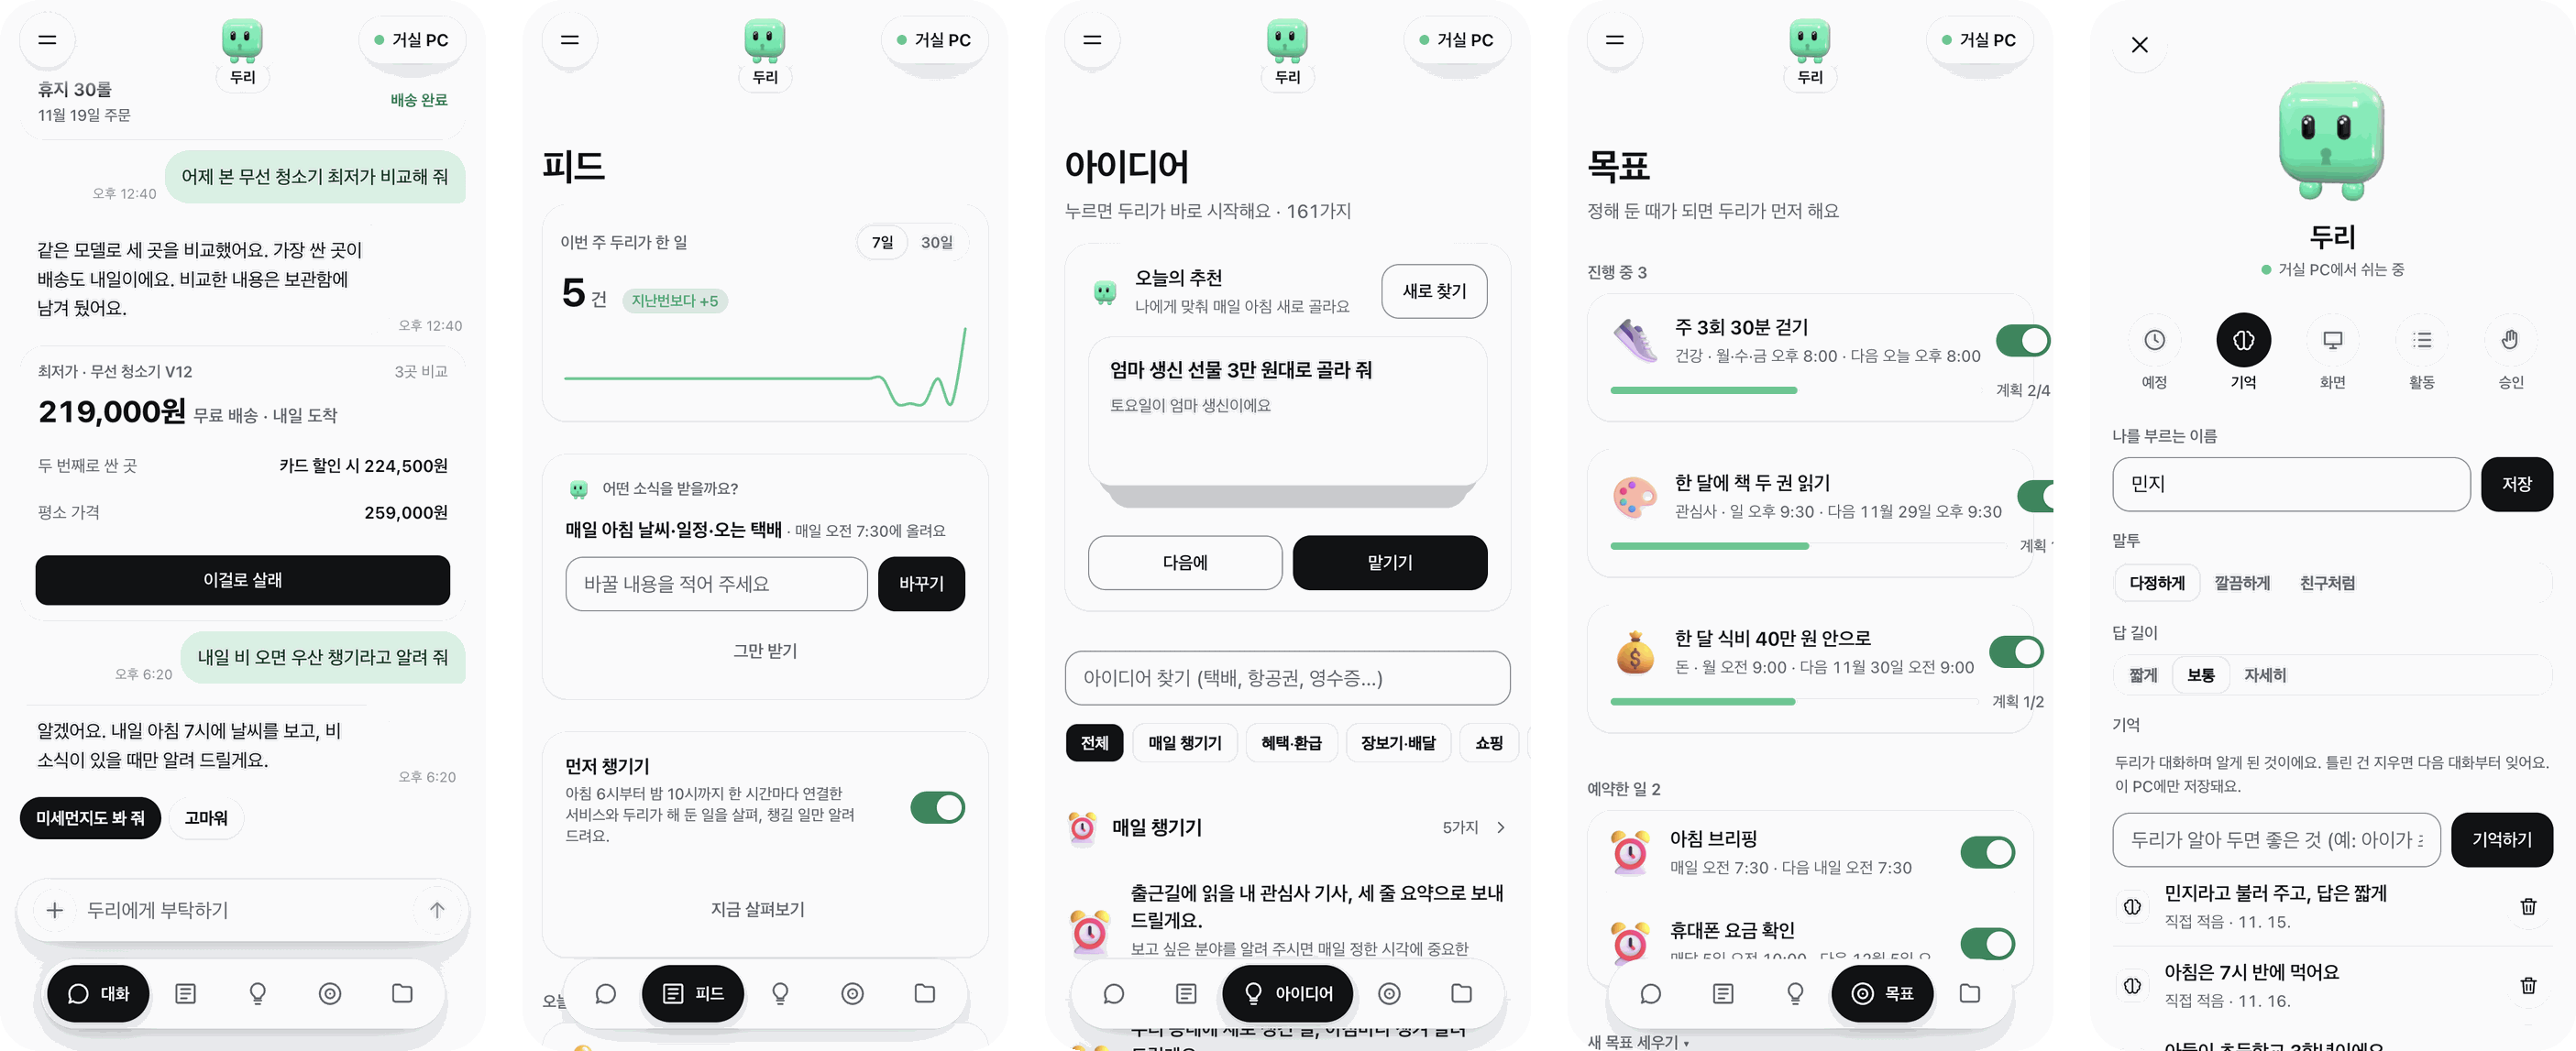 거실 PC
두리
휴지 30롤
11월 19일 주문
배송 완료
어제 본 무선 청소기 최저가 비교해 줘
오후 12:40
같은 모델로 세 곳을 비교했어요. 가장 싼 곳이
배송도 내일이에요. 비교한 내용은 보관함에
남겨 뒀어요.
오후 12:40
최저가 · 무선 청소기 V12
3곳 비교
219,000원 무료 배송 · 내일 도착
두 번째로 싼 곳
카드 할인 시 224,500원
평소 가격
259,000원
이걸로 살래
내일 비 오면 우산 챙기라고 알려 줘
오후 6:20
알겠어요. 내일 아침 7시에 날씨를 보고, 비
소식이 있을 때만 알려 드릴게요.
오후 6:20
미세먼지도 봐 줘
고마워
두리에게 부탁하기
대화
거실 PC
두리
피드
이번 주 두리가 한 일
7일
30일
5 건
지난번보다 +5
어떤 소식을 받을까요?
매일 아침 날씨·일정·오는 택배 · 매일 오전 7:30에 올려요
바꿀 내용을 적어 주세요
바꾸기
그만 받기
먼저 챙기기
아침 6시부터 밤 10시까지 한 시간마다 연결한
서비스와 두리가 해 둔 일을 살펴, 챙길 일만 알려
드려요.
지금 살펴보기
피드
거실 PC
두리
아이디어
누르면 두리가 바로 시작해요 · 161가지
오늘의 추천
나에게 맞춰 매일 아침 새로 골라요
새로 찾기
엄마 생신 선물 3만 원대로 골라 줘
토요일이 엄마 생신이에요
다음에
맡기기
아이디어 찾기 (택배, 항공권, 영수증...)
전체
매일 챙기기
혜택·환급
장보기·배달
쇼핑
매일 챙기기
5가지
출근길에 읽을 내 관심사 기사, 세 줄 요약으로 보내
드릴게요.
보고 싶은 분야를 알려 주시면 매일 정한 시각에 중요한
아이디어
거실 PC
두리
목표
정해 둔 때가 되면 두리가 먼저 해요
진행 중 3
주 3회 30분 걷기
건강 · 월·수·금 오후 8:00 · 다음 오늘 오후 8:00
계획 2/4
한 달에 책 두 권 읽기
관심사 · 일 오후 9:30 · 다음 11월 29일 오후 9:30
계획
한 달 식비 40만 원 안으로
돈 · 월 오전 9:00 · 다음 11월 30일 오전 9:00
계획 1/2
예약한 일 2
아침 브리핑
매일 오전 7:30 · 다음 내일 오전 7:30
휴대폰 요금 확인
매달 5일 오전 10:00 · 다음 12월 5일 오
목표
새 목표 세우기
두리
거실 PC에서 쉬는 중
예정
기억
화면
활동
승인
나를 부르는 이름
민지
저장
말투
다정하게
깔끔하게
친구처럼
답 길이
짧게
보통
자세히
기억
두리가 대화하며 알게 된 것이에요. 틀린 건 지우면 다음 대화부터 잊어요.
이 PC에만 저장돼요.
두리가 알아 두면 좋은 것 (예: 아이가
기억하기
민지라고 불러 주고, 답은 짧게
직접 적음 · 11. 15.
아침은 7시 반에 먹어요
직접 적음 · 11. 16.